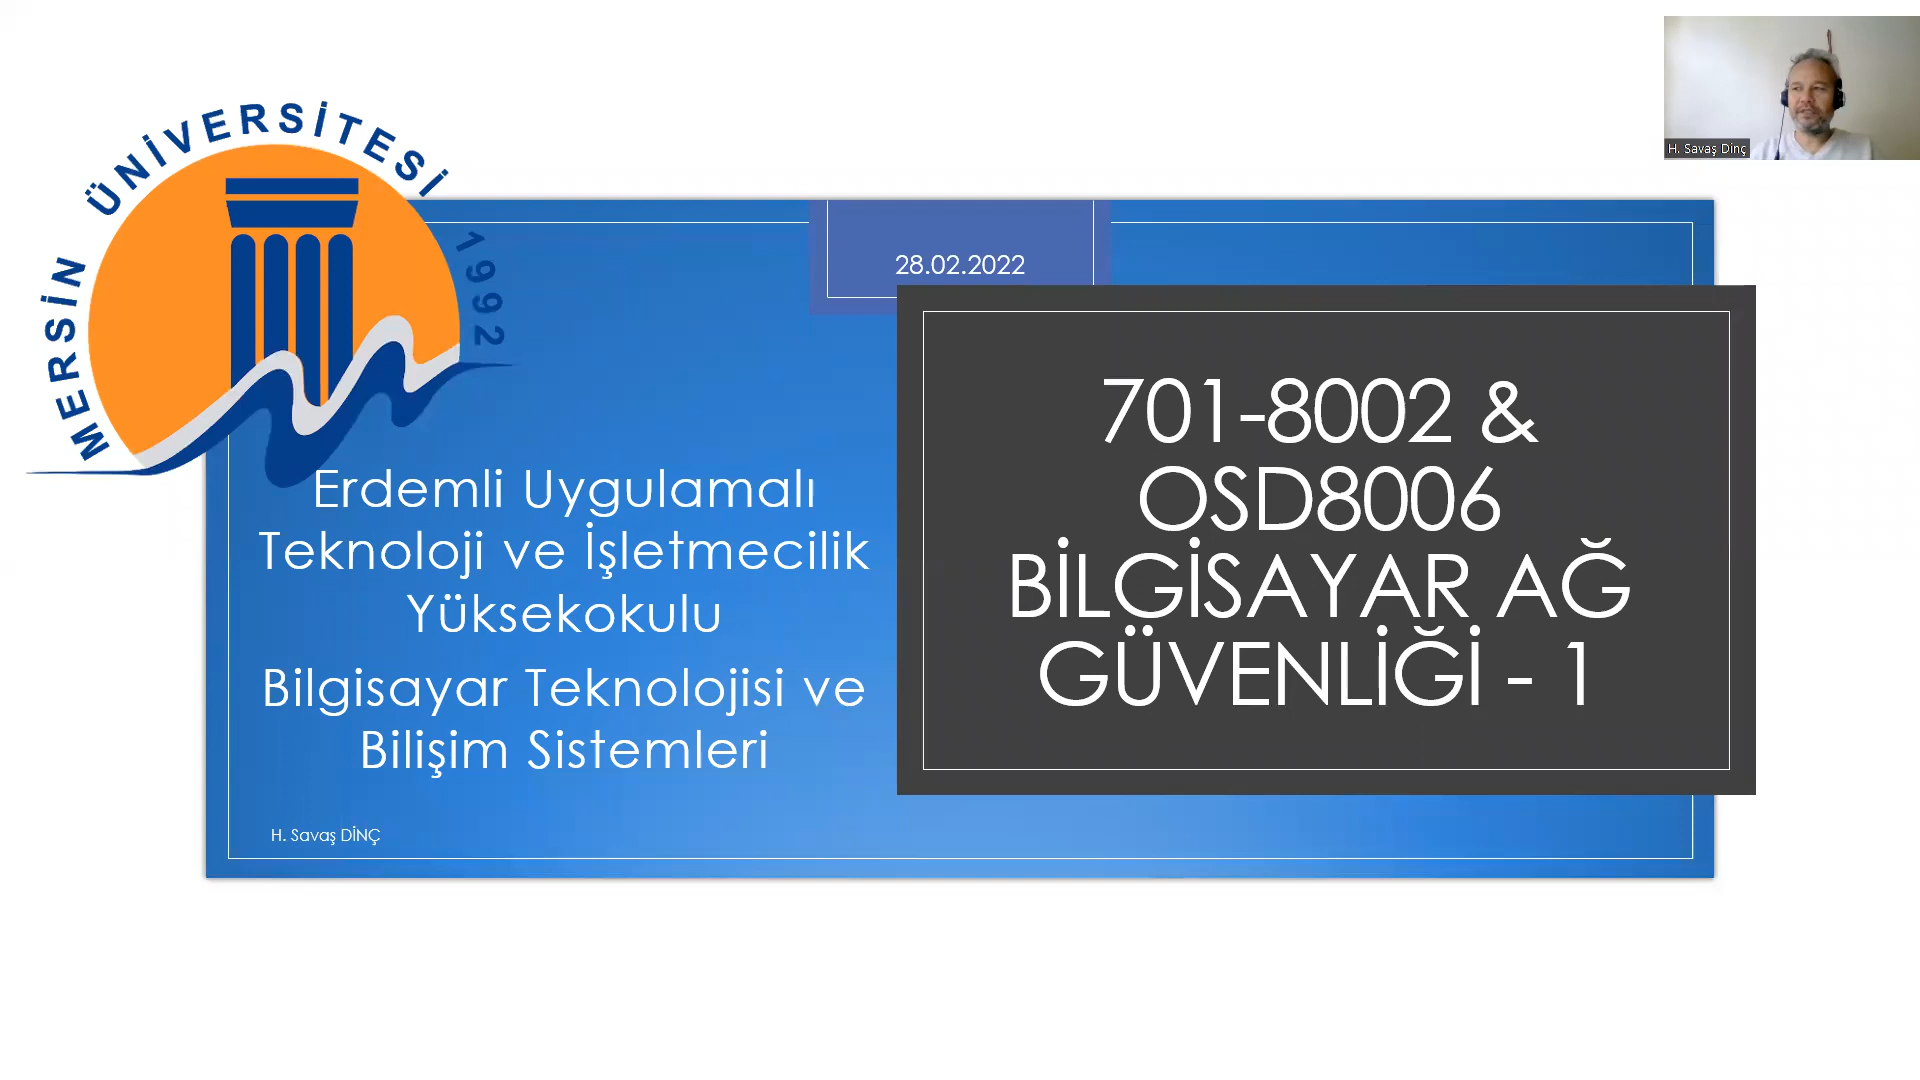 MERSİN ÜNİVERSİTESİ 1992
H. Savaş Dinç
28.02.2022
701-8002 &
OSD8006
BİLGİSAYAR AĞ
GÜVENLİĞİ - 1
Erdemli Uygulamalı
Teknoloji ve İşletmecilik
Yüksekokulu
Bilgisayar Teknolojisi ve
Bilişim Sistemleri
H. Savaş DİNÇ